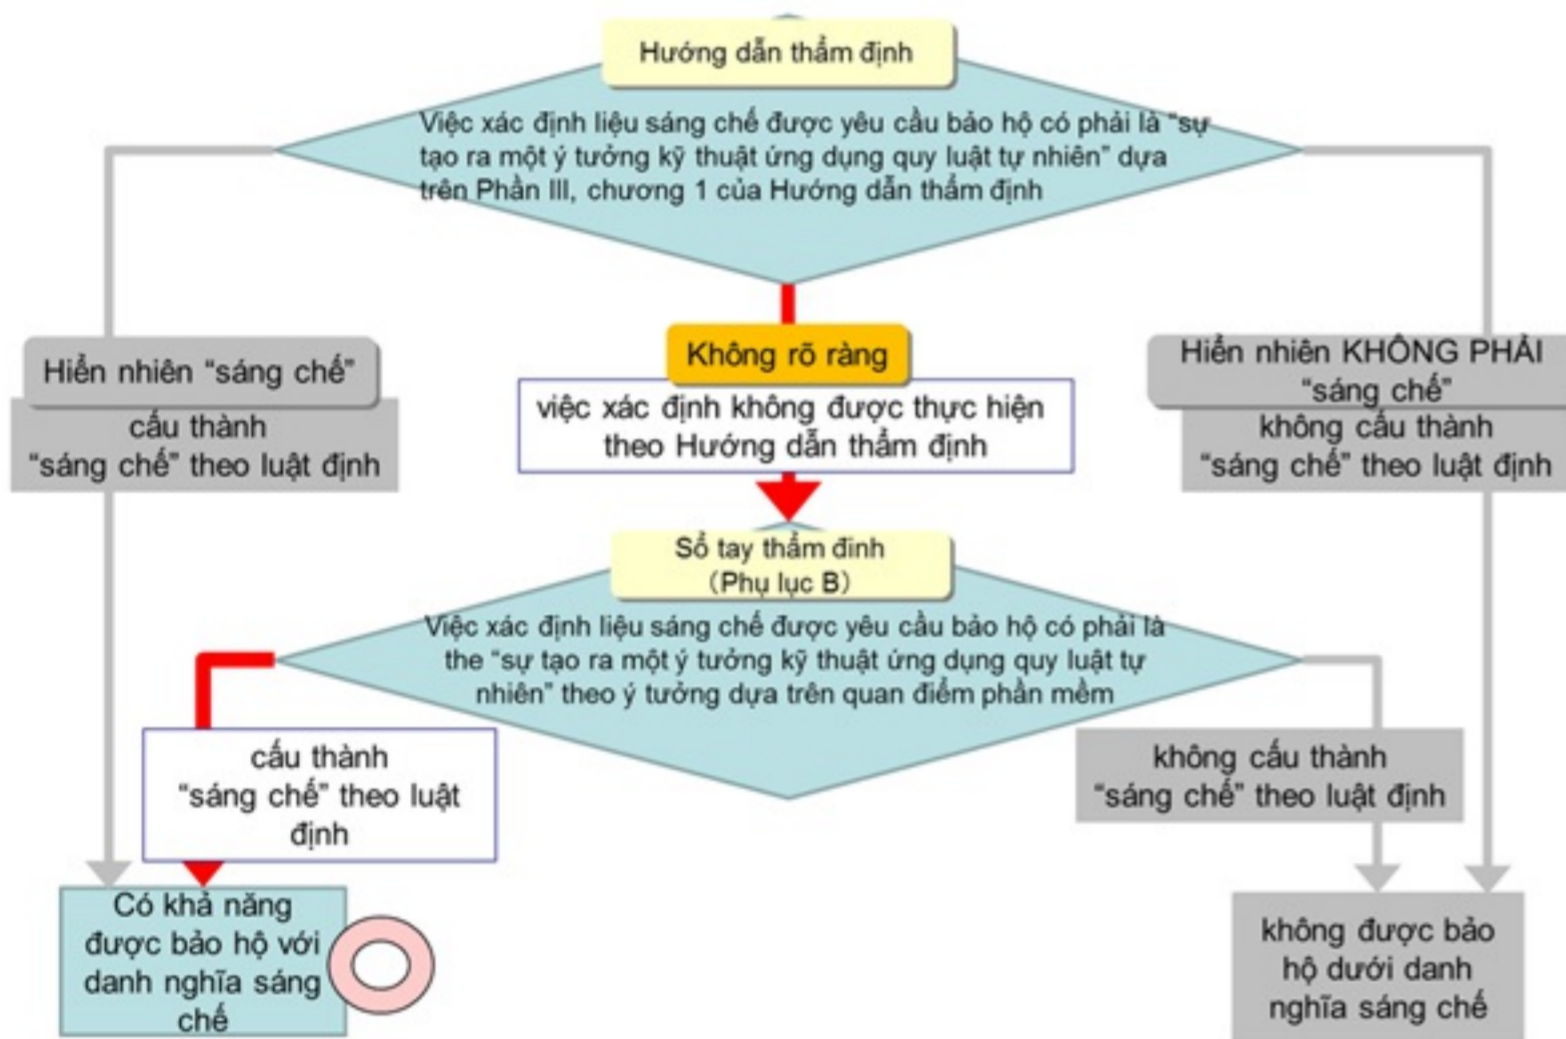 Hướng dẫn thẩm định
Việc xác định liệu sáng chế được yêu cầu bảo hộ có phải là “sự
tạo ra một ý tưởng kỹ thuật ứng dụng quy luật tự nhiên” dựa
trên Phần III, chương 1 của Hướng dẫn thẩm định
Hiển nhiên “sáng chế”
cấu thành
“sáng chế” theo luật định
Không rõ ràng
việc xác định không được thực hiện
theo Hướng dẫn thẩm định
Hiển nhiên KHÔNG PHẢI
“sáng chế”
không cấu thành
“sáng chế” theo luật định
Sổ tay thẩm đinh
(Phụ lục B)
Việc xác định liệu sáng chế được yêu cầu bảo hộ có phải là
the “sự tạo ra một ý tưởng kỹ thuật ứng dụng quy luật tự
nhiên” theo ý tưởng dựa trên quan điểm phần mềm
cấu thành
“sáng chế” theo luật
định
không cấu thành
“sáng chế” theo luật định
Có khả năng
được bảo hộ với
danh nghĩa sáng
chế
không được bảo
hộ dưới danh
nghĩa sáng chế